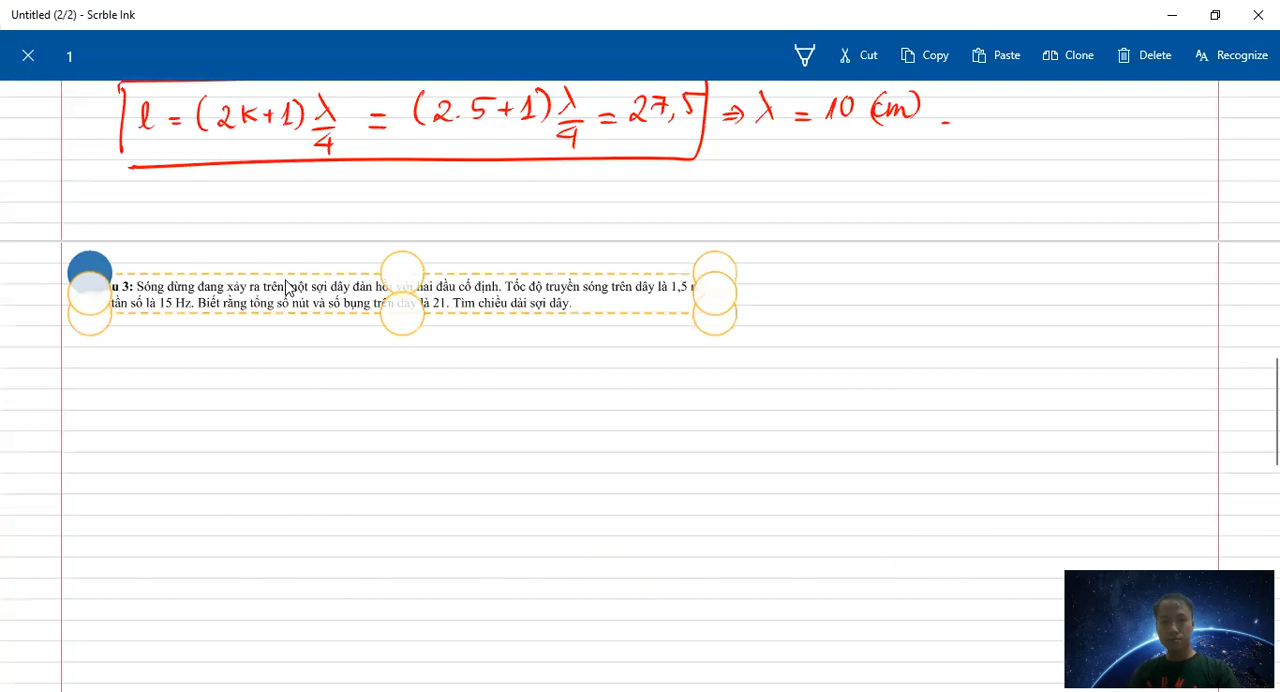 Untitled (2/2) - Scrble Ink
1
Cut
Copy
Paste
Clone
Delete
Recognize
l = (2k+1) λ/4 = (2.5+1) λ/4 = 27,5 ⇒ λ = 10 (cm).
u 3: Sóng dừng đang xảy ra trên một sợi dây đàn hồi với hai đầu cố định. Tốc độ truyền sóng trên dây là 1,5
tần số là 15 Hz. Biết rằng tổng số nút và số bụng trên dây là 21. Tìm chiều dài sợi dây.